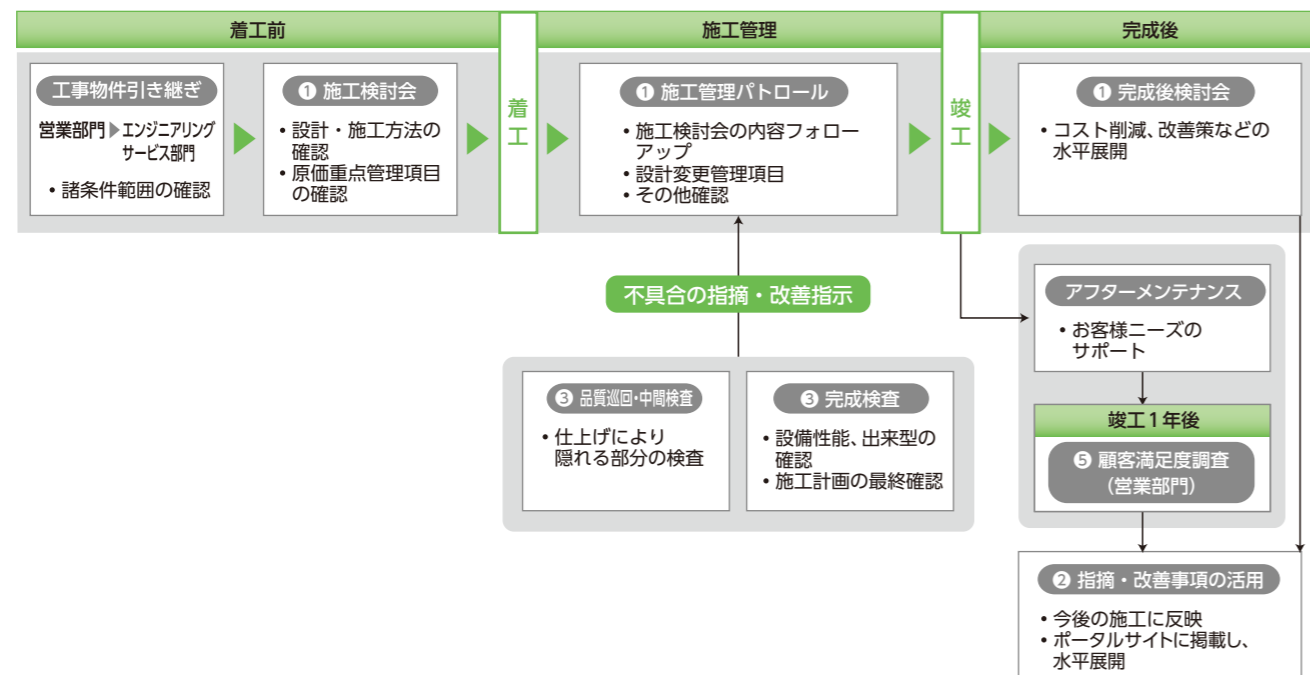 着工前
工事物件引き継ぎ
営業部門▶エンジニアリング
サービス部門
・諸条件範囲の確認
❶ 施工検討会
・設計・施工方法の
確認
・原価重点管理項目
の確認
着工
施工管理
❶ 施工管理パトロール
・施工検討会の内容フォロー
アップ
・設計変更管理項目
・その他確認
竣工
完成後
❶ 完成後検討会
・コスト削減、改善策などの
水平展開
不具合の指摘・改善指示
❸ 品質巡回・中間検査
・仕上げにより
隠れる部分の検査
❸ 完成検査
・設備性能、出来型の
確認
・施工計画の最終確認
アフターメンテナンス
・お客様ニーズの
サポート
竣工1年後
❺ 顧客満足度調査
(営業部門)
❷ 指摘・改善事項の活用
・今後の施工に反映
・ポータルサイトに掲載し、
水平展開